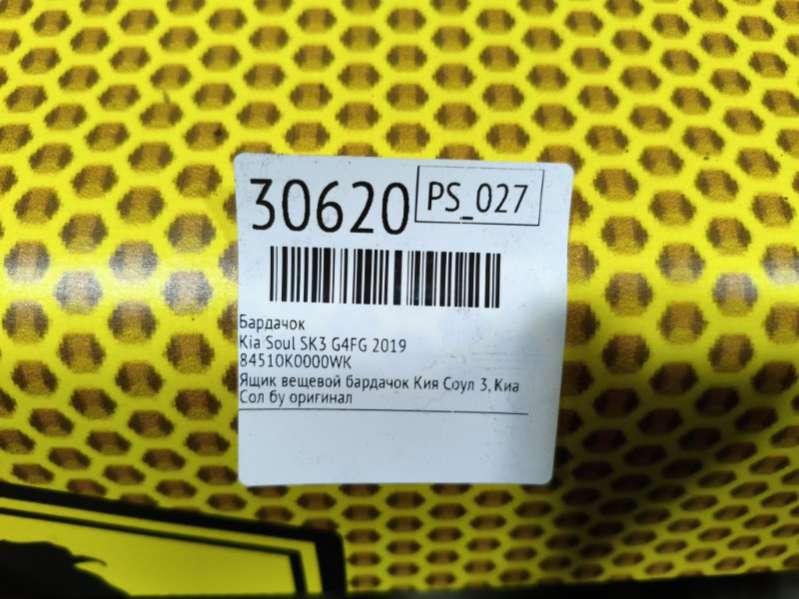 30620
PS_027
Бардачок
Kia Soul SK3 G4FG 2019
84510K0000WK
Ящик вещевой бардачок Кия Соул 3, Киа
Сол бу оригинал